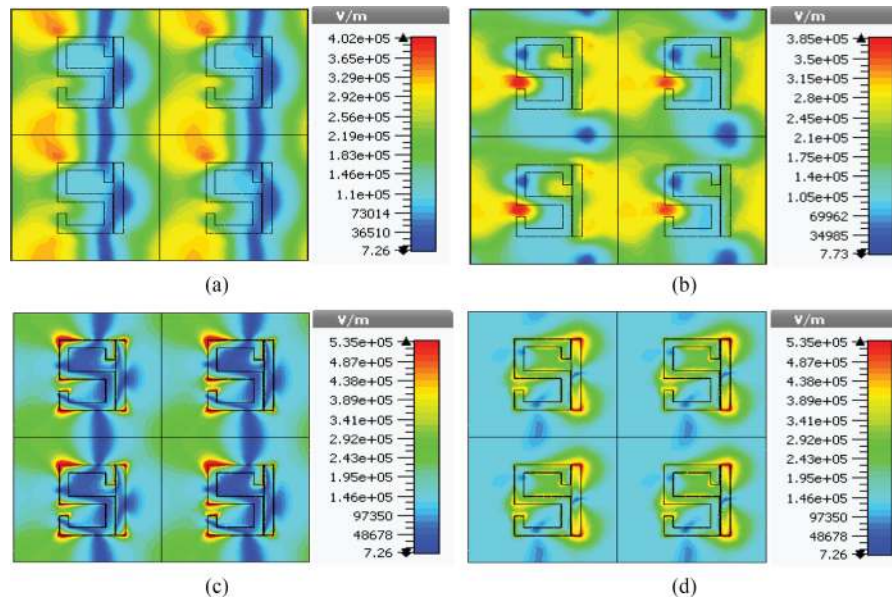 V/m
4.02e+05
3.65e+05
3.29e+05
2.92e+05
2.56e+05
2.19e+05
1.83e+05
1.46e+05
1.1e+05
73014
36510
7.26
(a)
V/m
3.85e+05
3.5e+05
3.15e+05
2.8e+05
2.45e+05
2.1e+05
1.75e+05
1.4e+05
1.05e+05
69962
34985
7.73
(b)
V/m
5.35e+05
4.87e+05
4.38e+05
3.89e+05
3.41e+05
2.92e+05
2.43e+05
1.95e+05
1.46e+05
97350
48678
7.26
(c)
V/m
5.35e+05
4.87e+05
4.38e+05
3.89e+05
3.41e+05
2.92e+05
2.43e+05
1.95e+05
1.46e+05
97350
48678
7.26
(d)